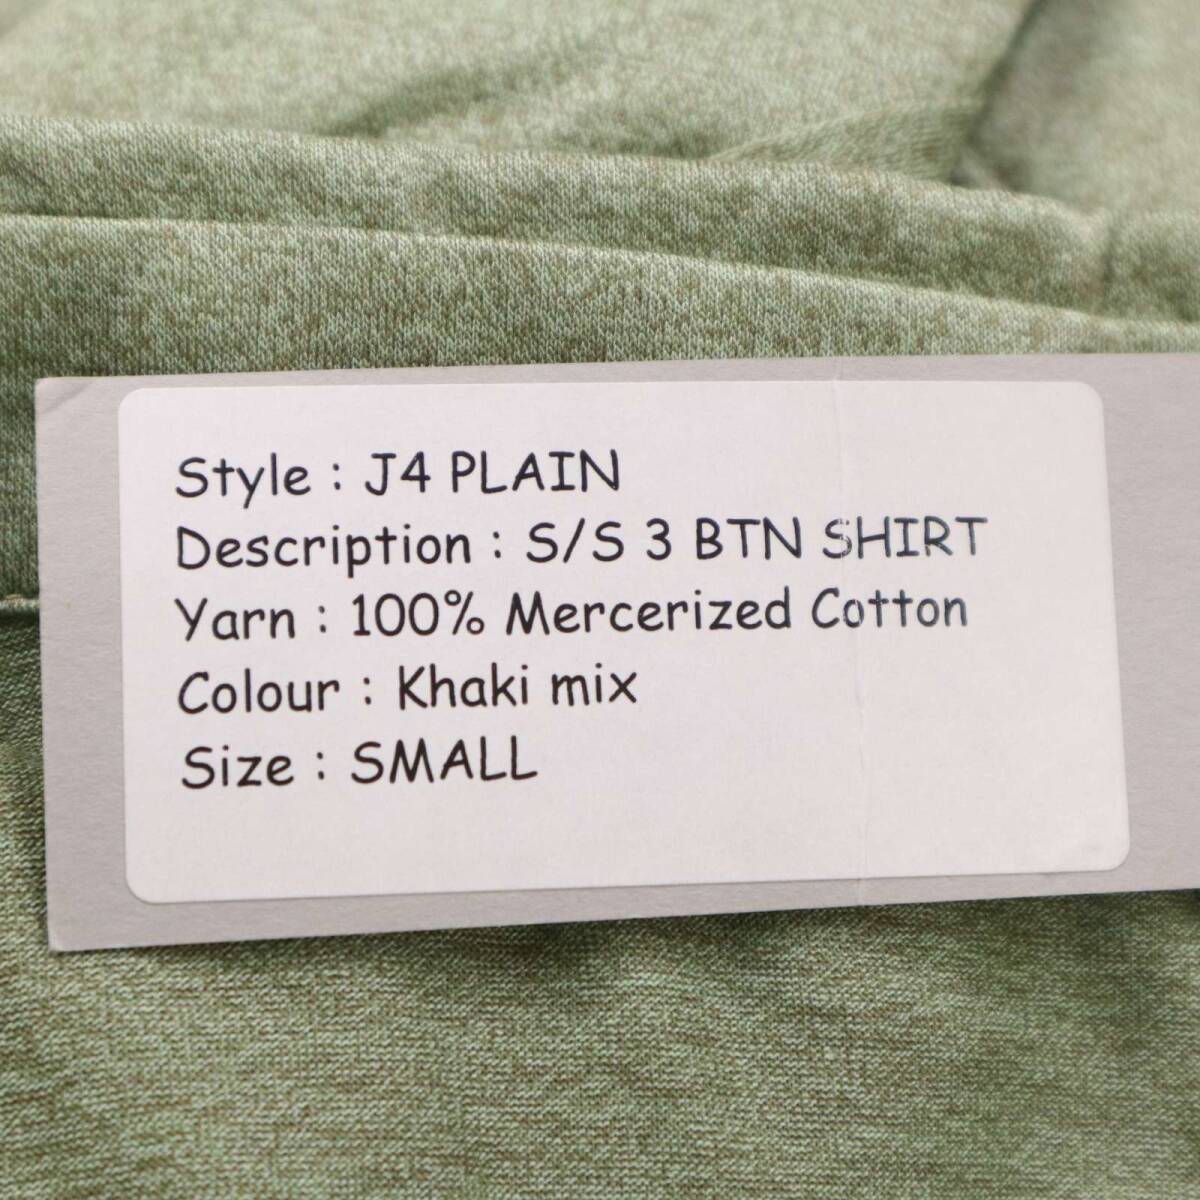 Style : J4 PLAIN
Description : S/S 3 BTN SHIRT
Yarn : 100% Mercerized Cotton
Colour : Khaki mix
Size : SMALL